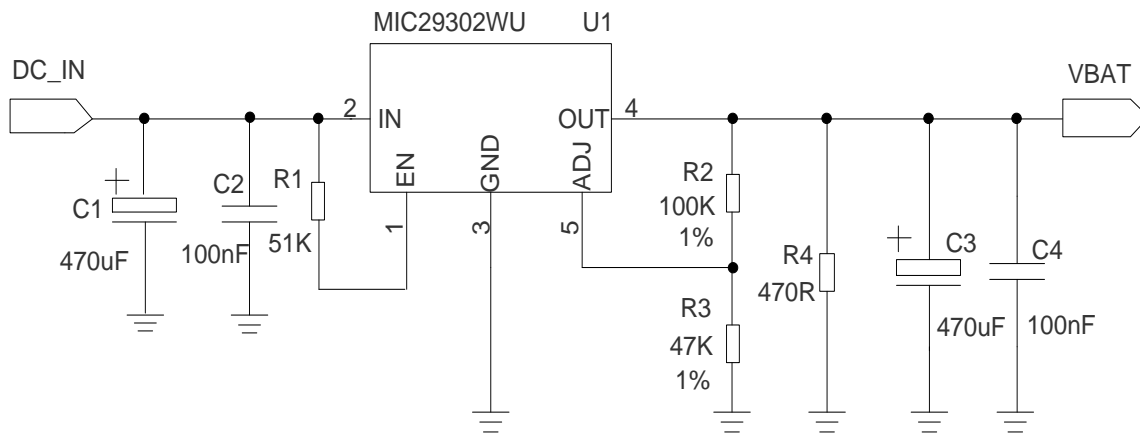 MIC29302WU U1
DC_IN
VBAT
2 IN
OUT 4
EN
GND
ADJ
1
3
5
+
C1
470uF
C2
100nF
R1
51K
R2
100K
1%
R3
47K
1%
R4
470R
+
C3
470uF
C4
100nF